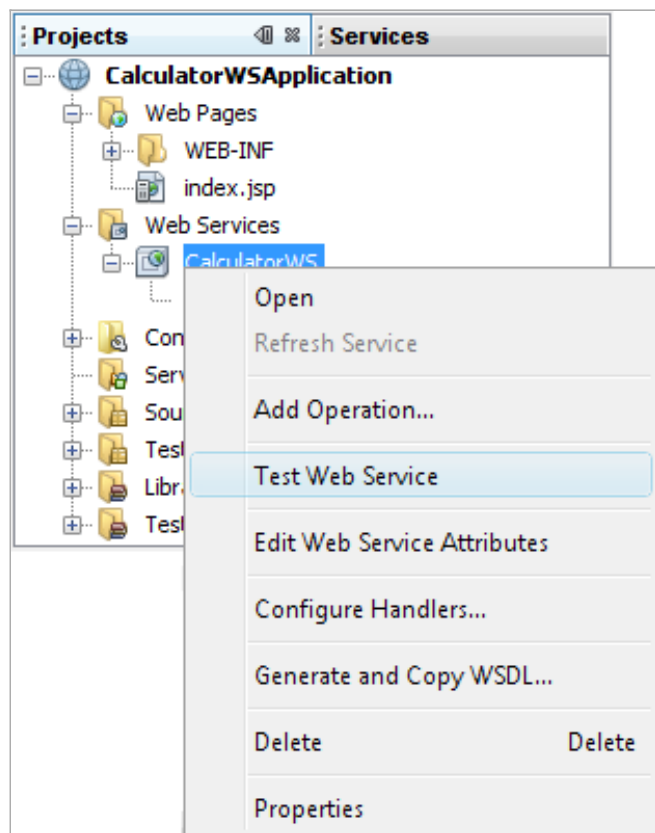 Projects
Services
CalculatorWSApplication
Web Pages
WEB-INF
index.jsp
Web Services
CalculatorWS
Open
Refresh Service
Add Operation...
Test Web Service
Edit Web Service Attributes
Configure Handlers...
Generate and Copy WSDL...
Delete Delete
Properties